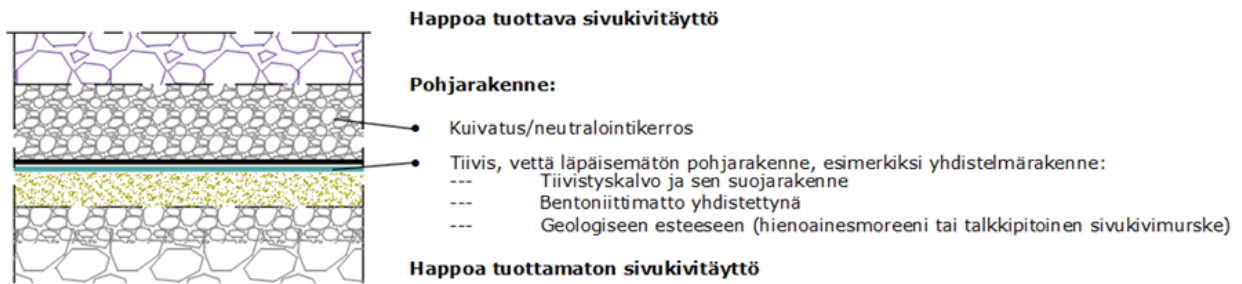 Happoa tuottava sivukivitäyttö
Pohjarakenne:
• Kuivatus/neutralointikerros
• Tiivis, vettä läpäisemätön pohjarakenne, esimerkiksi yhdistelmärakenne:
--- Tiivistyskalvo ja sen suojarakenne
--- Bentoniittimatto yhdistettynä
--- Geologiseen esteeseen (hienoainesmoreeni tai talkkipitoinen sivukivimurske)
Happoa tuottamaton sivukivitäyttö